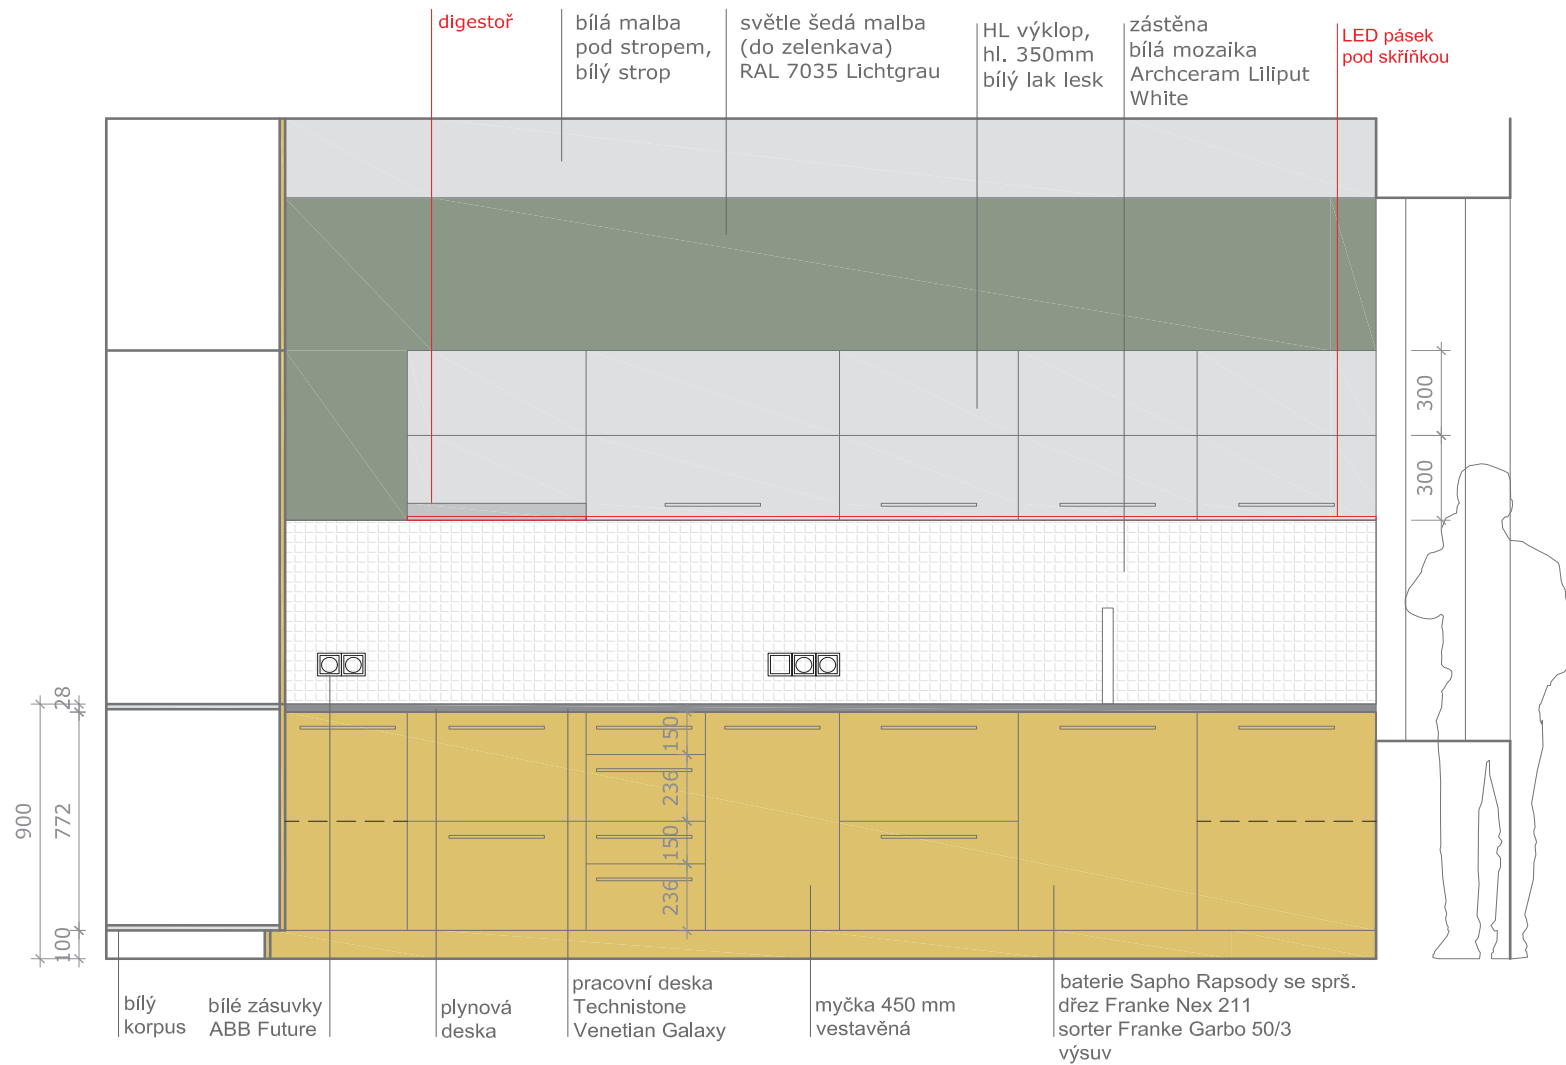 digestoř
bílá malba
pod stropem,
bílý strop
světle šedá malba
(do zelenkava)
RAL 7035 Lichtgrau
HL výklop,
hl. 350mm
bílý lak lesk
zástěna
bílá mozaika
Archceram Liliput
White
LED pásek
pod skříňkou
300
300
28
900
772
100
150
236
150
236
bílý
korpus
bílé zásuvky
ABB Future
plynová
deska
pracovní deska
Technistone
Venetian Galaxy
myčka 450 mm
vestavěná
baterie Sapho Rapsody se sprš.
dřez Franke Nex 211
sorter Franke Garbo 50/3
výsuv